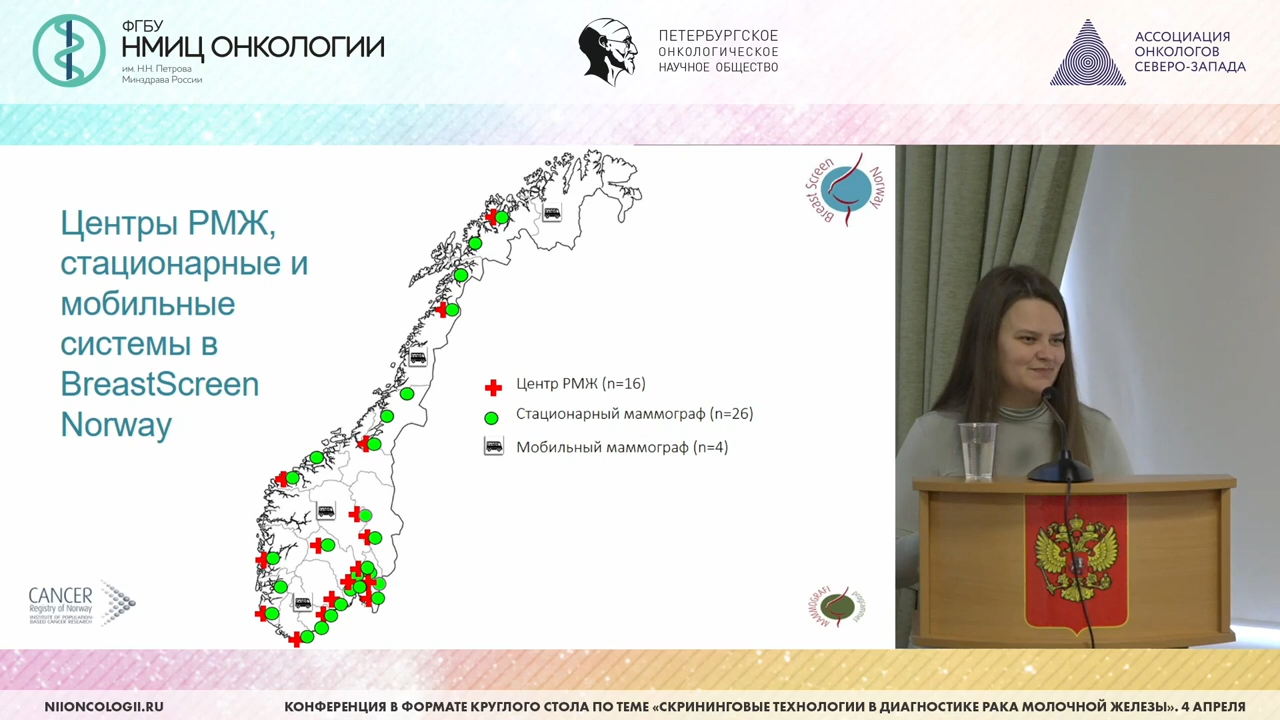 ФГБУ
НМИЦ ОНКОЛОГИИ
им. Н.Н. Петрова
Минздрава России
ПЕТЕРБУРГСКОЕ
ОНКОЛОГИЧЕСКОЕ
НАУЧНОЕ ОБЩЕСТВО
АССОЦИАЦИЯ
ОНКОЛОГОВ
СЕВЕРО-ЗАПАДА
Центры РМЖ,
стационарные и
мобильные
системы в
BreastScreen
Norway
Breast Screen Norway
Центр РМЖ (n=16)
Стационарный маммограф (n=26)
Мобильный маммограф (n=4)
CANCER
Registry of Norway
INSTITUTE OF POPULATION-
BASED CANCER RESEARCH
MAMMOGRAFI
programmet
NIIONCOLOGII.RU
КОНФЕРЕНЦИЯ В ФОРМАТЕ КРУГЛОГО СТОЛА ПО ТЕМЕ «СКРИНИНГОВЫЕ ТЕХНОЛОГИИ В ДИАГНОСТИКЕ РАКА МОЛОЧНОЙ ЖЕЛЕЗЫ». 4 АПРЕЛЯ